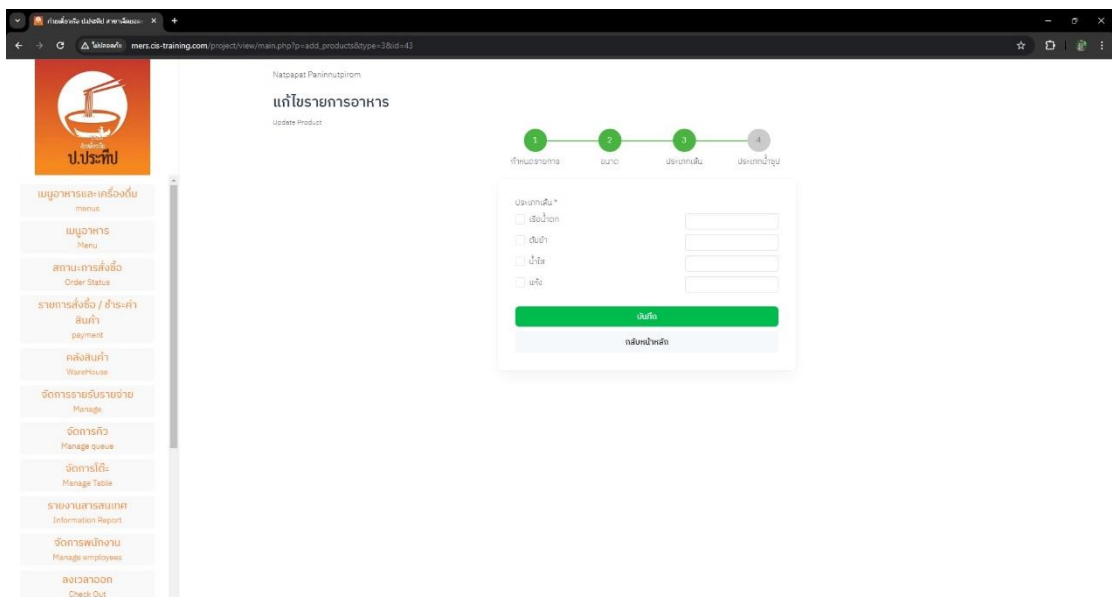 ไม่ปลอดภัย mers.cis-training.com/project/view/main.php?p=add_products&type=3&id=43
ป.ประทีป
เมนูอาหารและเครื่องดื่ม
menus
เมนูอาหาร
Menu
สถานะการสั่งซื้อ
Order Status
รายการสั่งซื้อ / ชำระค่า
สินค้า
payment
คลังสินค้า
WareHouse
จัดการรายรับรายจ่าย
Manage
จัดการคิว
Manage queue
จัดการโต๊ะ
Manage Table
รายงานสารสนเทศ
Information Report
จัดการพนักงาน
Manage employees
ลงเวลาออก
Check Out
Natpapat Paninnutpirom
แก้ไขรายการอาหาร
Update Product
1 2 3 4
กำหนดรายการ ขนาด ประเภทเส้น ประเภทน้ำซุป
ประเภทเส้น *
เรือน้ำตก
ต้มยำ
น้ำใส
แห้ง
บันทึก
กลับหน้าหลัก